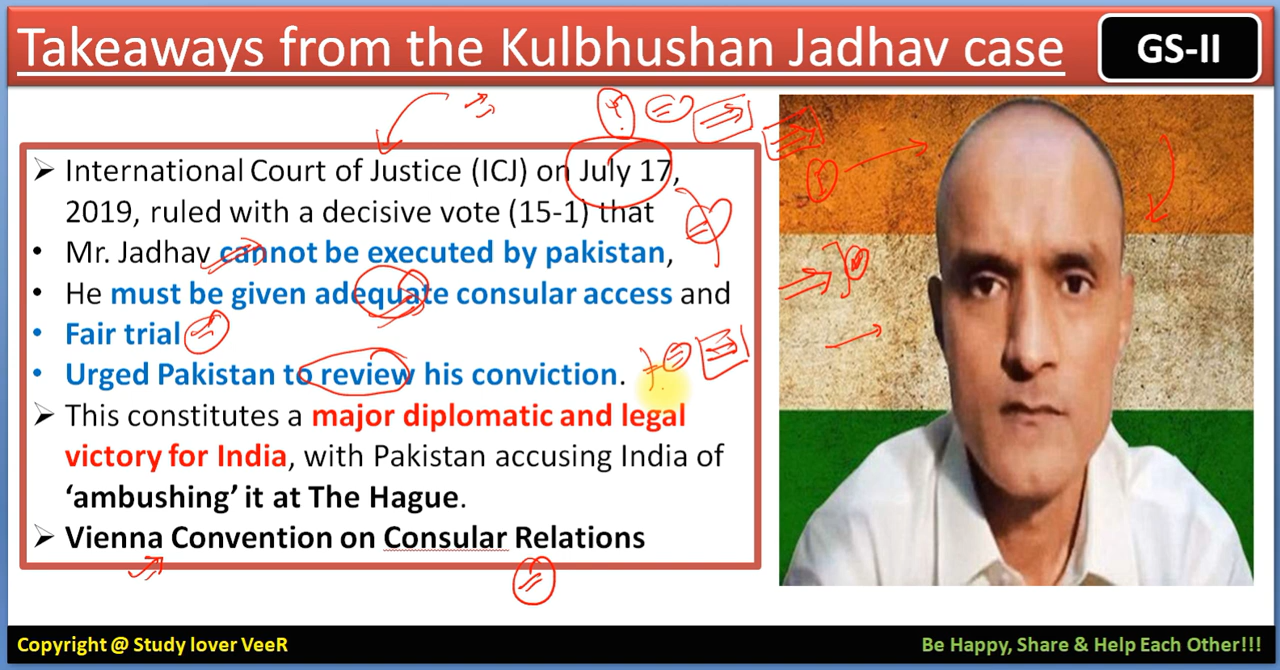 Takeaways from the Kulbhushan Jadhav case
GS-II
➢ International Court of Justice (ICJ) on July 17,
2019, ruled with a decisive vote (15-1) that
• Mr. Jadhav cannot be executed by pakistan,
• He must be given adequate consular access and
• Fair trial
• Urged Pakistan to review his conviction.
➢ This constitutes a major diplomatic and legal
victory for India, with Pakistan accusing India of
‘ambushing’ it at The Hague.
➢ Vienna Convention on Consular Relations
Copyright @ Study lover VeeR
Be Happy, Share & Help Each Other!!!